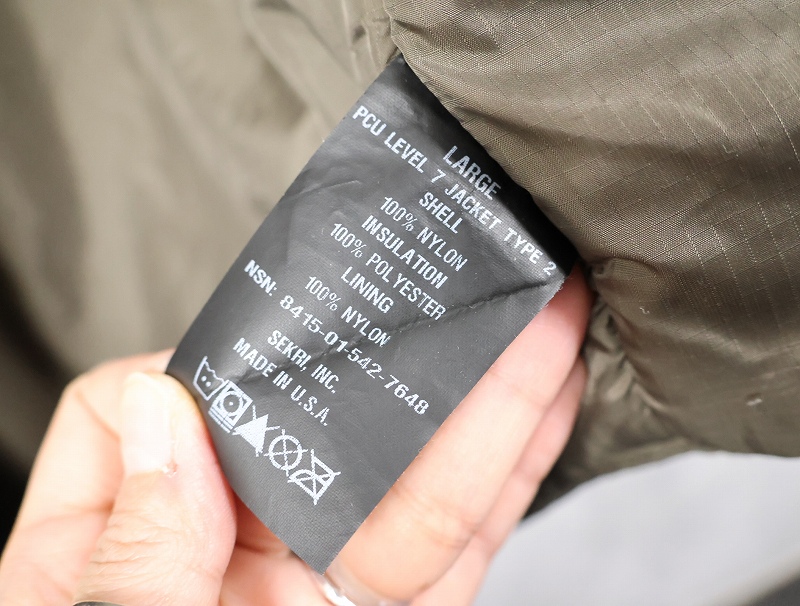 LARGE
PCU LEVEL 7 JACKET TYPE 2
SHELL
100% NYLON
INSULATION
100% POLYESTER
LINING
100% NYLON
NSN: 8415-01-542-7648
SEKRI, INC.
MADE IN U.S.A.